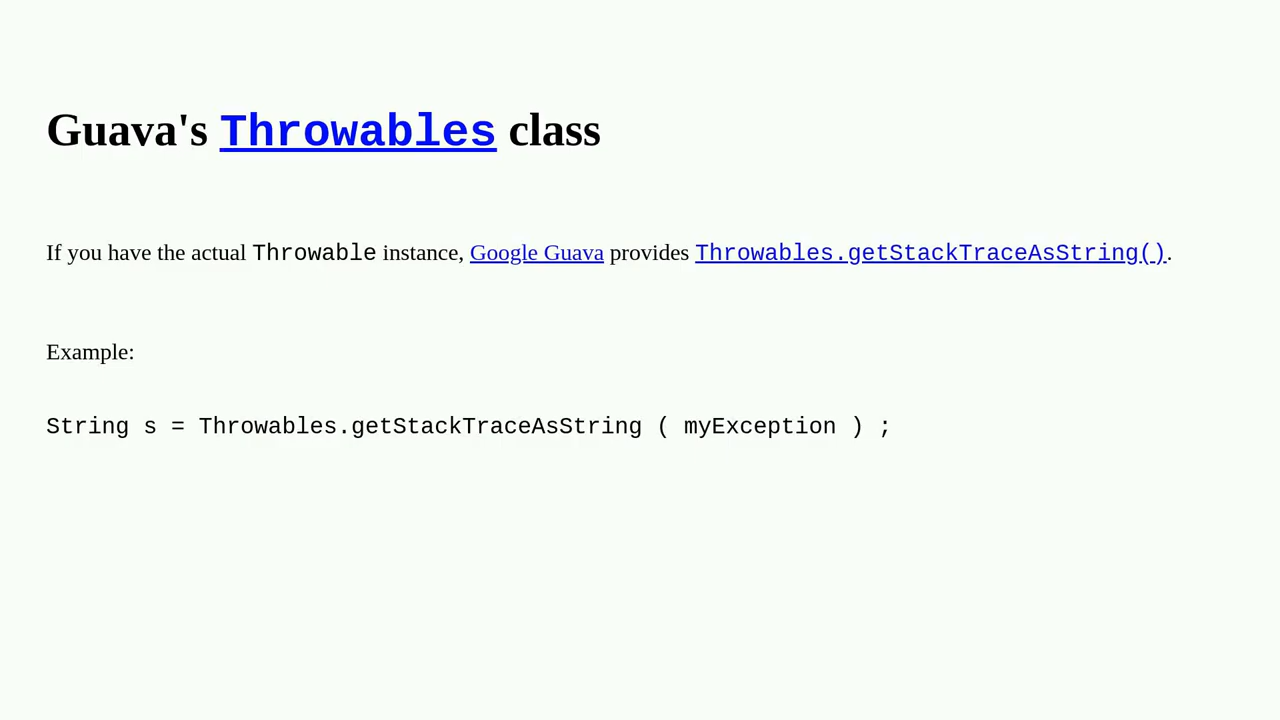 Guava's Throwables class
If you have the actual Throwable instance, Google Guava provides Throwables.getStackTraceAsString().
Example:
String s = Throwables.getStackTraceAsString ( myException ) ;